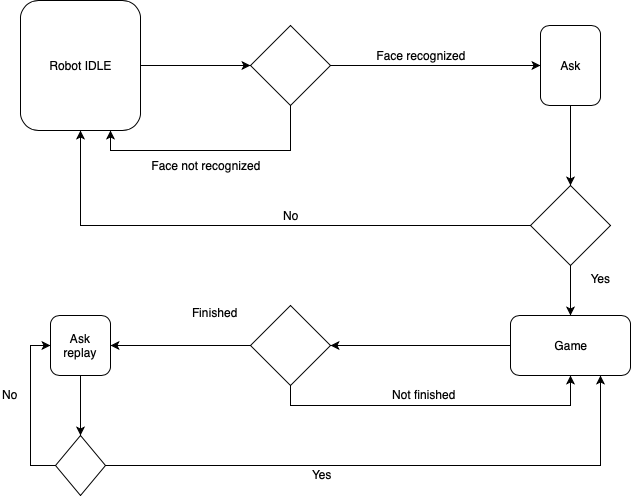 Robot IDLE
Face recognized
Ask
Face not recognized
No
Yes
Finished
Ask
replay
Game
Not finished
No
Yes